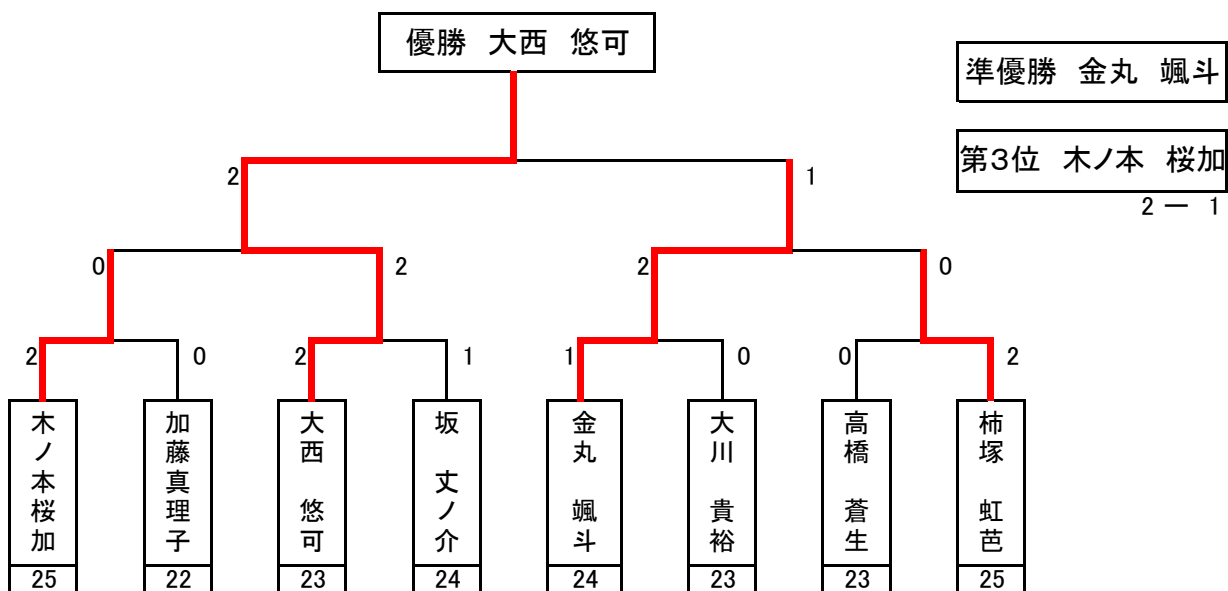 優勝 大西 悠可
準優勝 金丸 颯斗
第3位 木ノ本 桜加
2 ー 1
2 1
0 2 2 0
2 0 2 1 1 0 0 2
木ノ本桜加
加藤真理子
大西 悠可
坂 丈ノ介
金丸 颯斗
大川 貴裕
高橋 蒼生
柿塚 虹芭
25 22 23 24 24 23 23 25